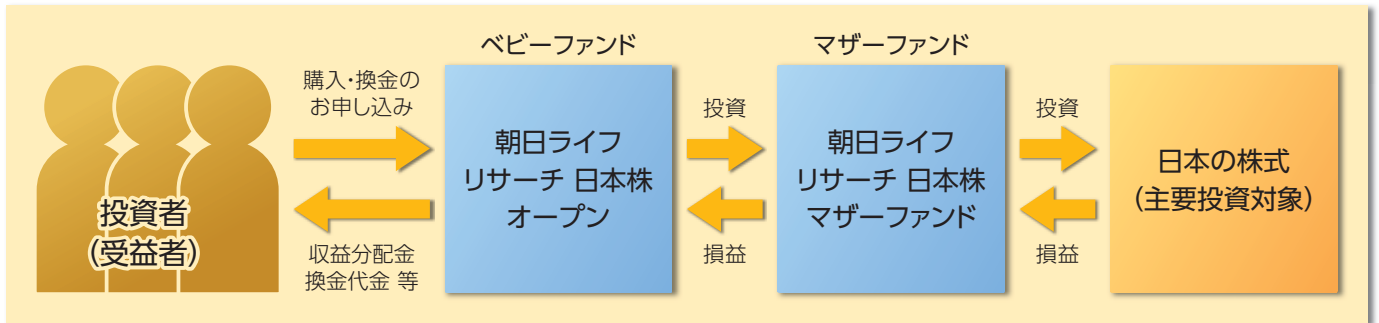 ベビーファンド
マザーファンド
購入・換金の
お申し込み
投資
投資
朝日ライフ
リサーチ 日本株
オープン
朝日ライフ
リサーチ 日本株
マザーファンド
日本の株式
（主要投資対象）
投資者
（受益者）
収益分配金
換金代金 等
損益
損益